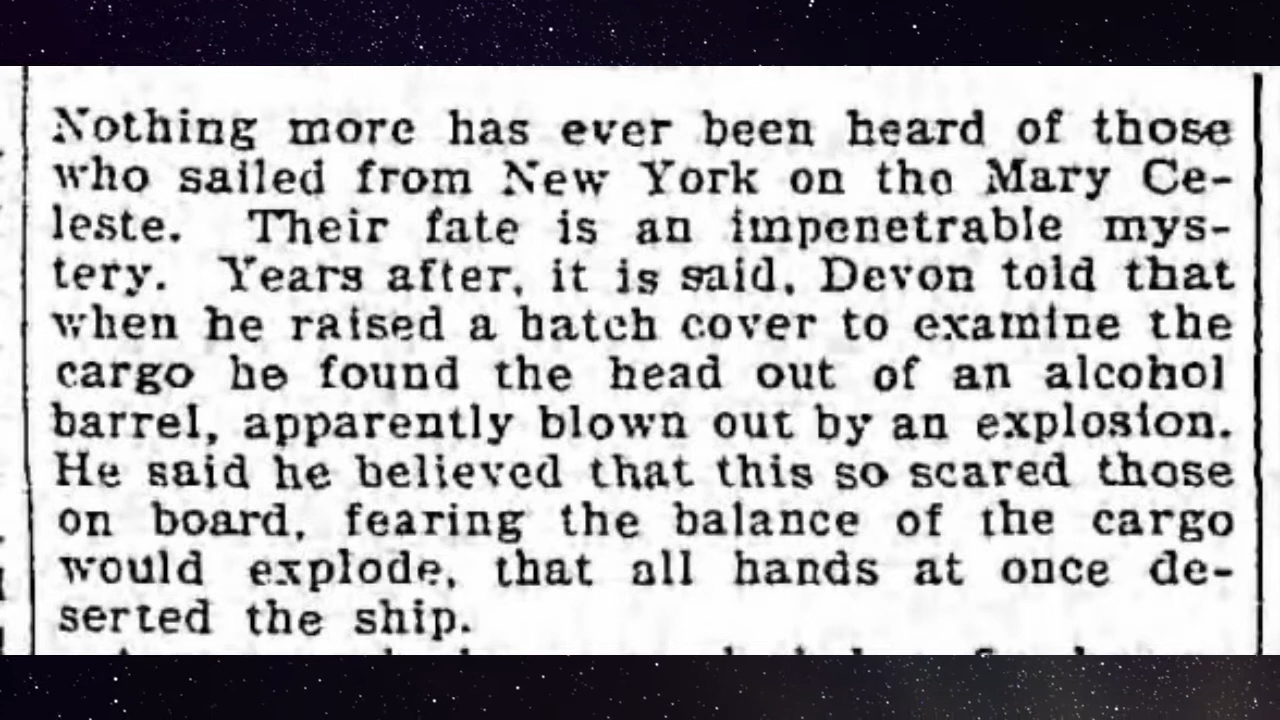 Nothing more has ever been heard of those
who sailed from New York on the Mary Ce-
leste. Their fate is an impenetrable mys-
tery. Years after, it is said, Devon told that
when he raised a hatch cover to examine the
cargo he found the head out of an alcohol
barrel, apparently blown out by an explosion.
He said he believed that this so scared those
on board, fearing the balance of the cargo
would explode, that all hands at once de-
serted the ship.